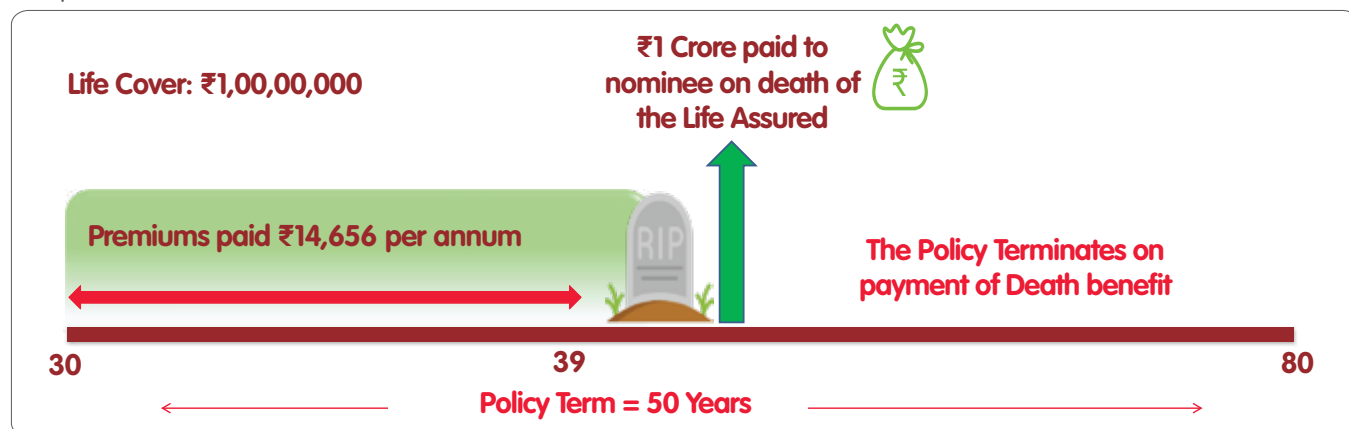 Life Cover: ₹1,00,00,000
₹1 Crore paid to
nominee on death of
the Life Assured
₹
Premiums paid ₹14,656 per annum
RIP
The Policy Terminates on
payment of Death benefit
30
39
80
Policy Term = 50 Years